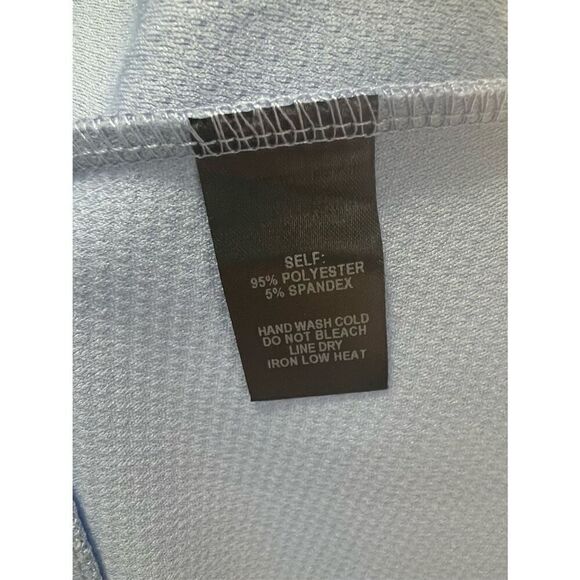 SELF:
95% POLYESTER
5% SPANDEX
HAND WASH COLD
DO NOT BLEACH
LINE DRY
IRON LOW HEAT